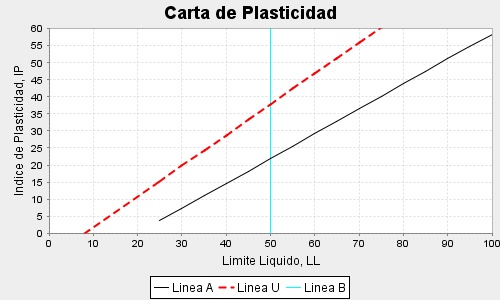 Carta de Plasticidad
Indice de Plasticidad, IP
60
55
50
45
40
35
30
25
20
15
10
5
0
0 10 20 30 40 50 60 70 80 90 100
Limite Liquido, LL
Linea A Linea U Linea B